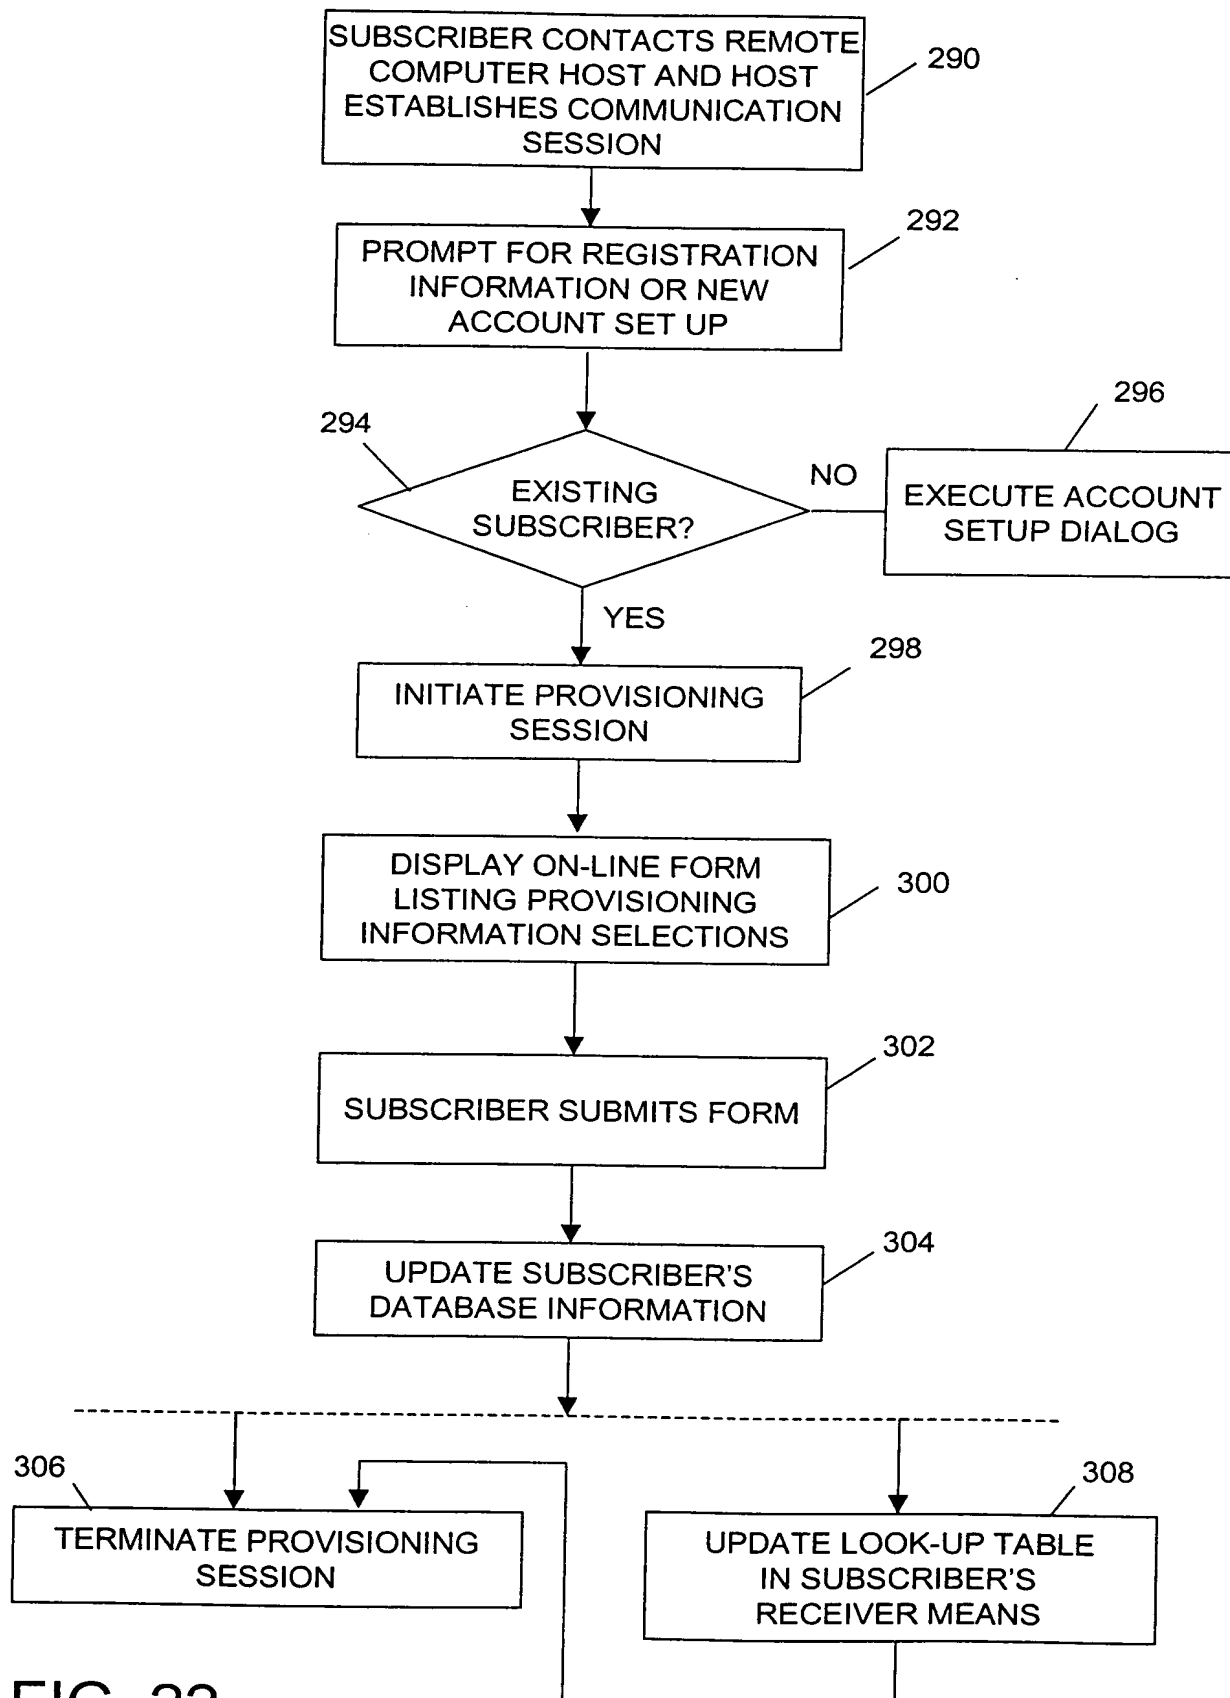 SUBSCRIBER CONTACTS REMOTE
COMPUTER HOST AND HOST
ESTABLISHES COMMUNICATION
SESSION
290
292
PROMPT FOR REGISTRATION
INFORMATION OR NEW
ACCOUNT SET UP
294
EXISTING
SUBSCRIBER?
NO
296
EXECUTE ACCOUNT
SETUP DIALOG
YES
298
INITIATE PROVISIONING
SESSION
DISPLAY ON-LINE FORM
LISTING PROVISIONING
INFORMATION SELECTIONS
300
302
SUBSCRIBER SUBMITS FORM
304
UPDATE SUBSCRIBER'S
DATABASE INFORMATION
306
TERMINATE PROVISIONING
SESSION
308
UPDATE LOOK-UP TABLE
IN SUBSCRIBER'S
RECEIVER MEANS
FIG.